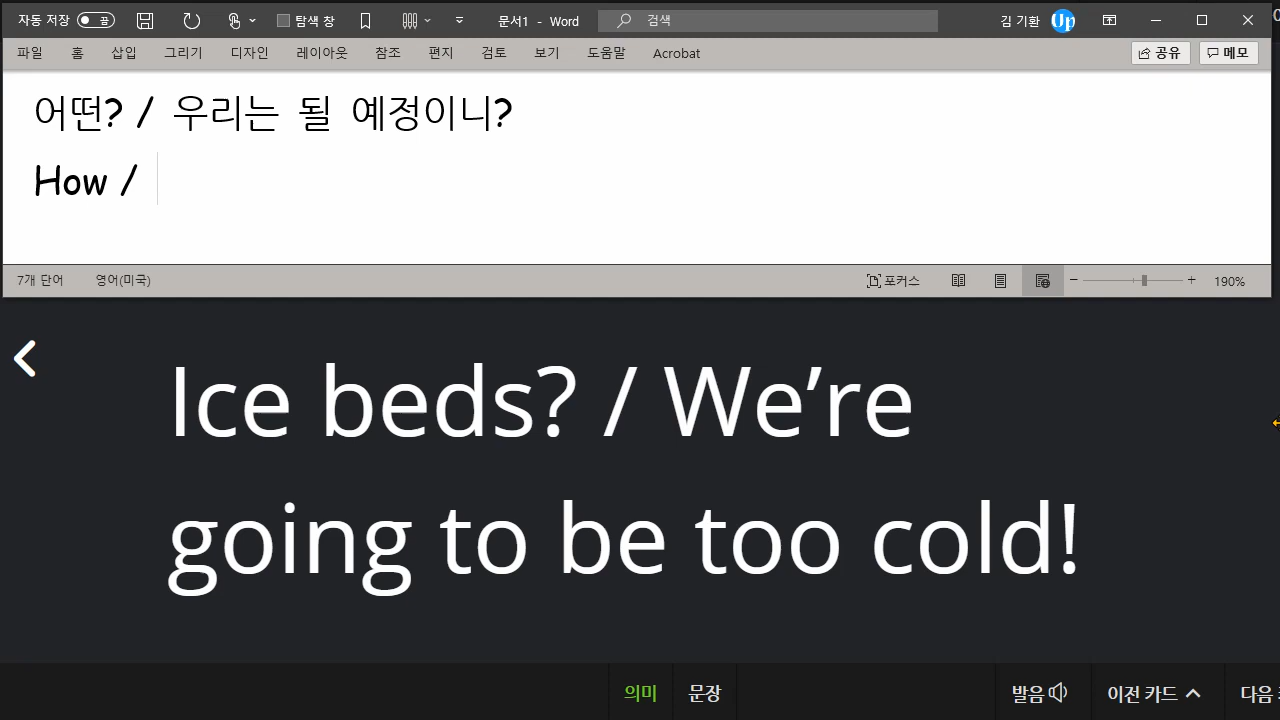 자동 저장 끔 탐색 창 문서1 - Word 검색 김 기환 Up
파일 홈 삽입 그리기 디자인 레이아웃 참조 편지 검토 보기 도움말 Acrobat 공유 메모
어떤? / 우리는 될 예정이니?
How /
7개 단어 영어(미국) 포커스 - + 190%
Ice beds? / We’re
going to be too cold!
의미 문장 발음 이전 카드 다음